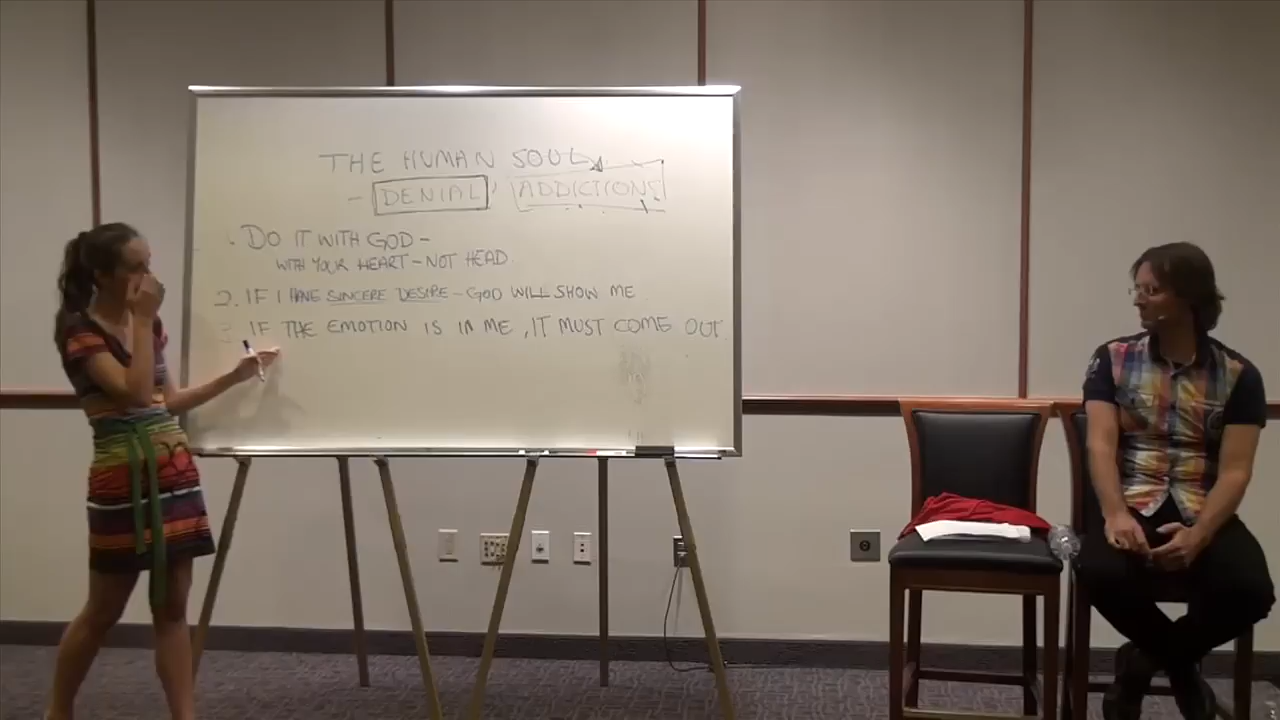 THE HUMAN SOUL
- DENIAL, ADDICTIONS
1. DO IT WITH GOD -
WITH YOUR HEART - NOT HEAD
2. IF I HAVE SINCERE DESIRE - GOD WILL SHOW ME
3. IF THE EMOTION IS IN ME, IT MUST COME OUT